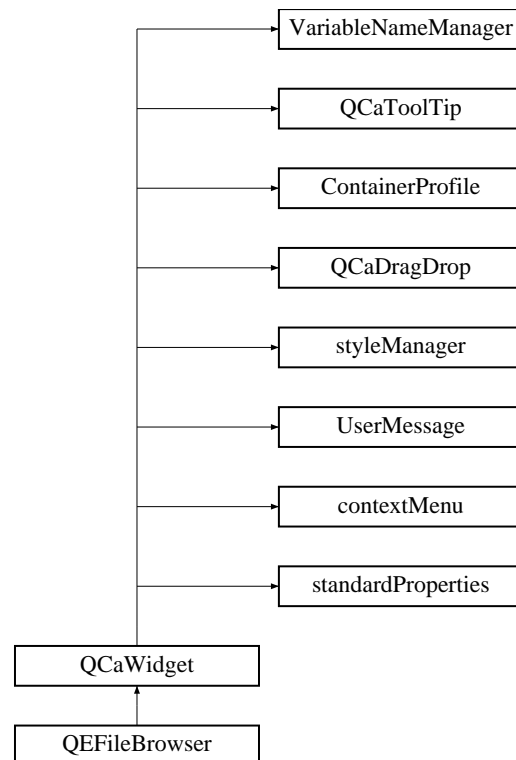 VariableNameManager
QCaToolTip
ContainerProfile
QCaDragDrop
styleManager
UserMessage
contextMenu
standardProperties
QCaWidget
QEFileBrowser